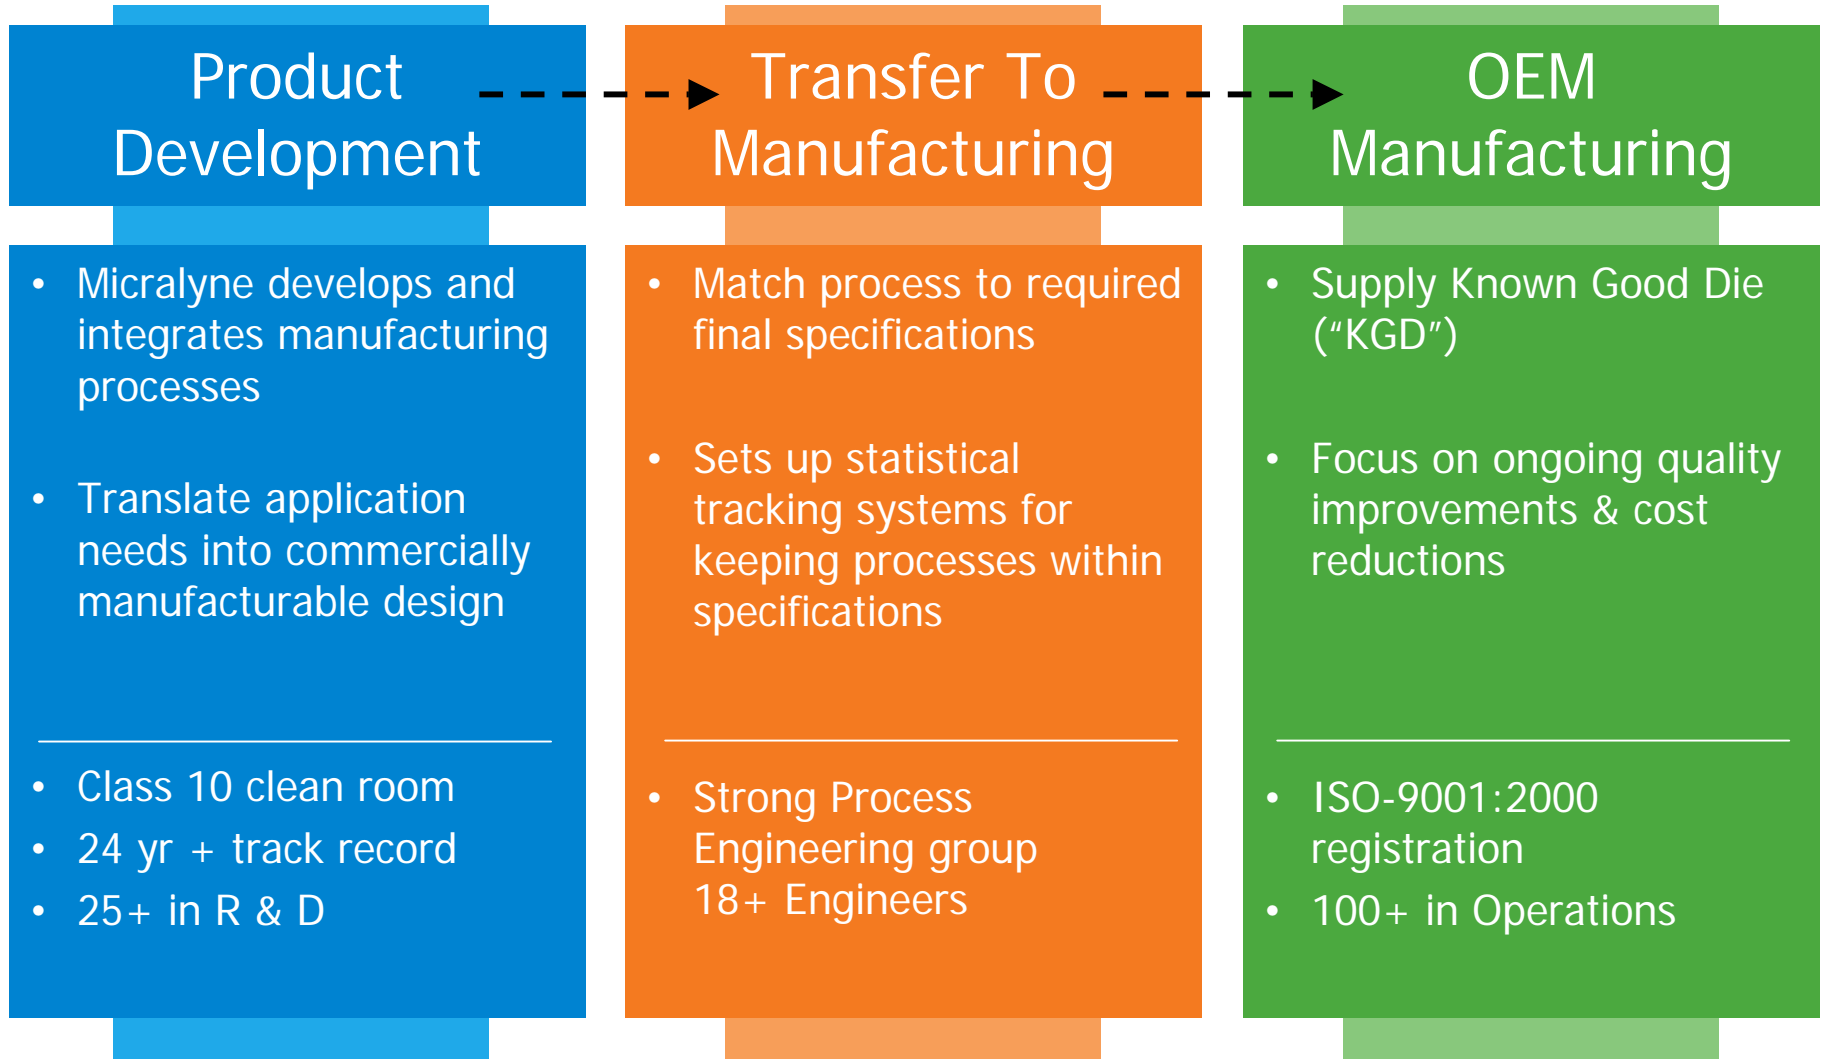 Product
Development
Transfer To
Manufacturing
OEM
Manufacturing
• Micralyne develops and
integrates manufacturing
processes
• Translate application
needs into commercially
manufacturable design
• Class 10 clean room
• 24 yr + track record
• 25+ in R & D
• Match process to required
final specifications
• Sets up statistical
tracking systems for
keeping processes within
specifications
• Strong Process
Engineering group
18+ Engineers
• Supply Known Good Die
(“KGD”)
• Focus on ongoing quality
improvements & cost
reductions
• ISO-9001:2000
registration
• 100+ in Operations